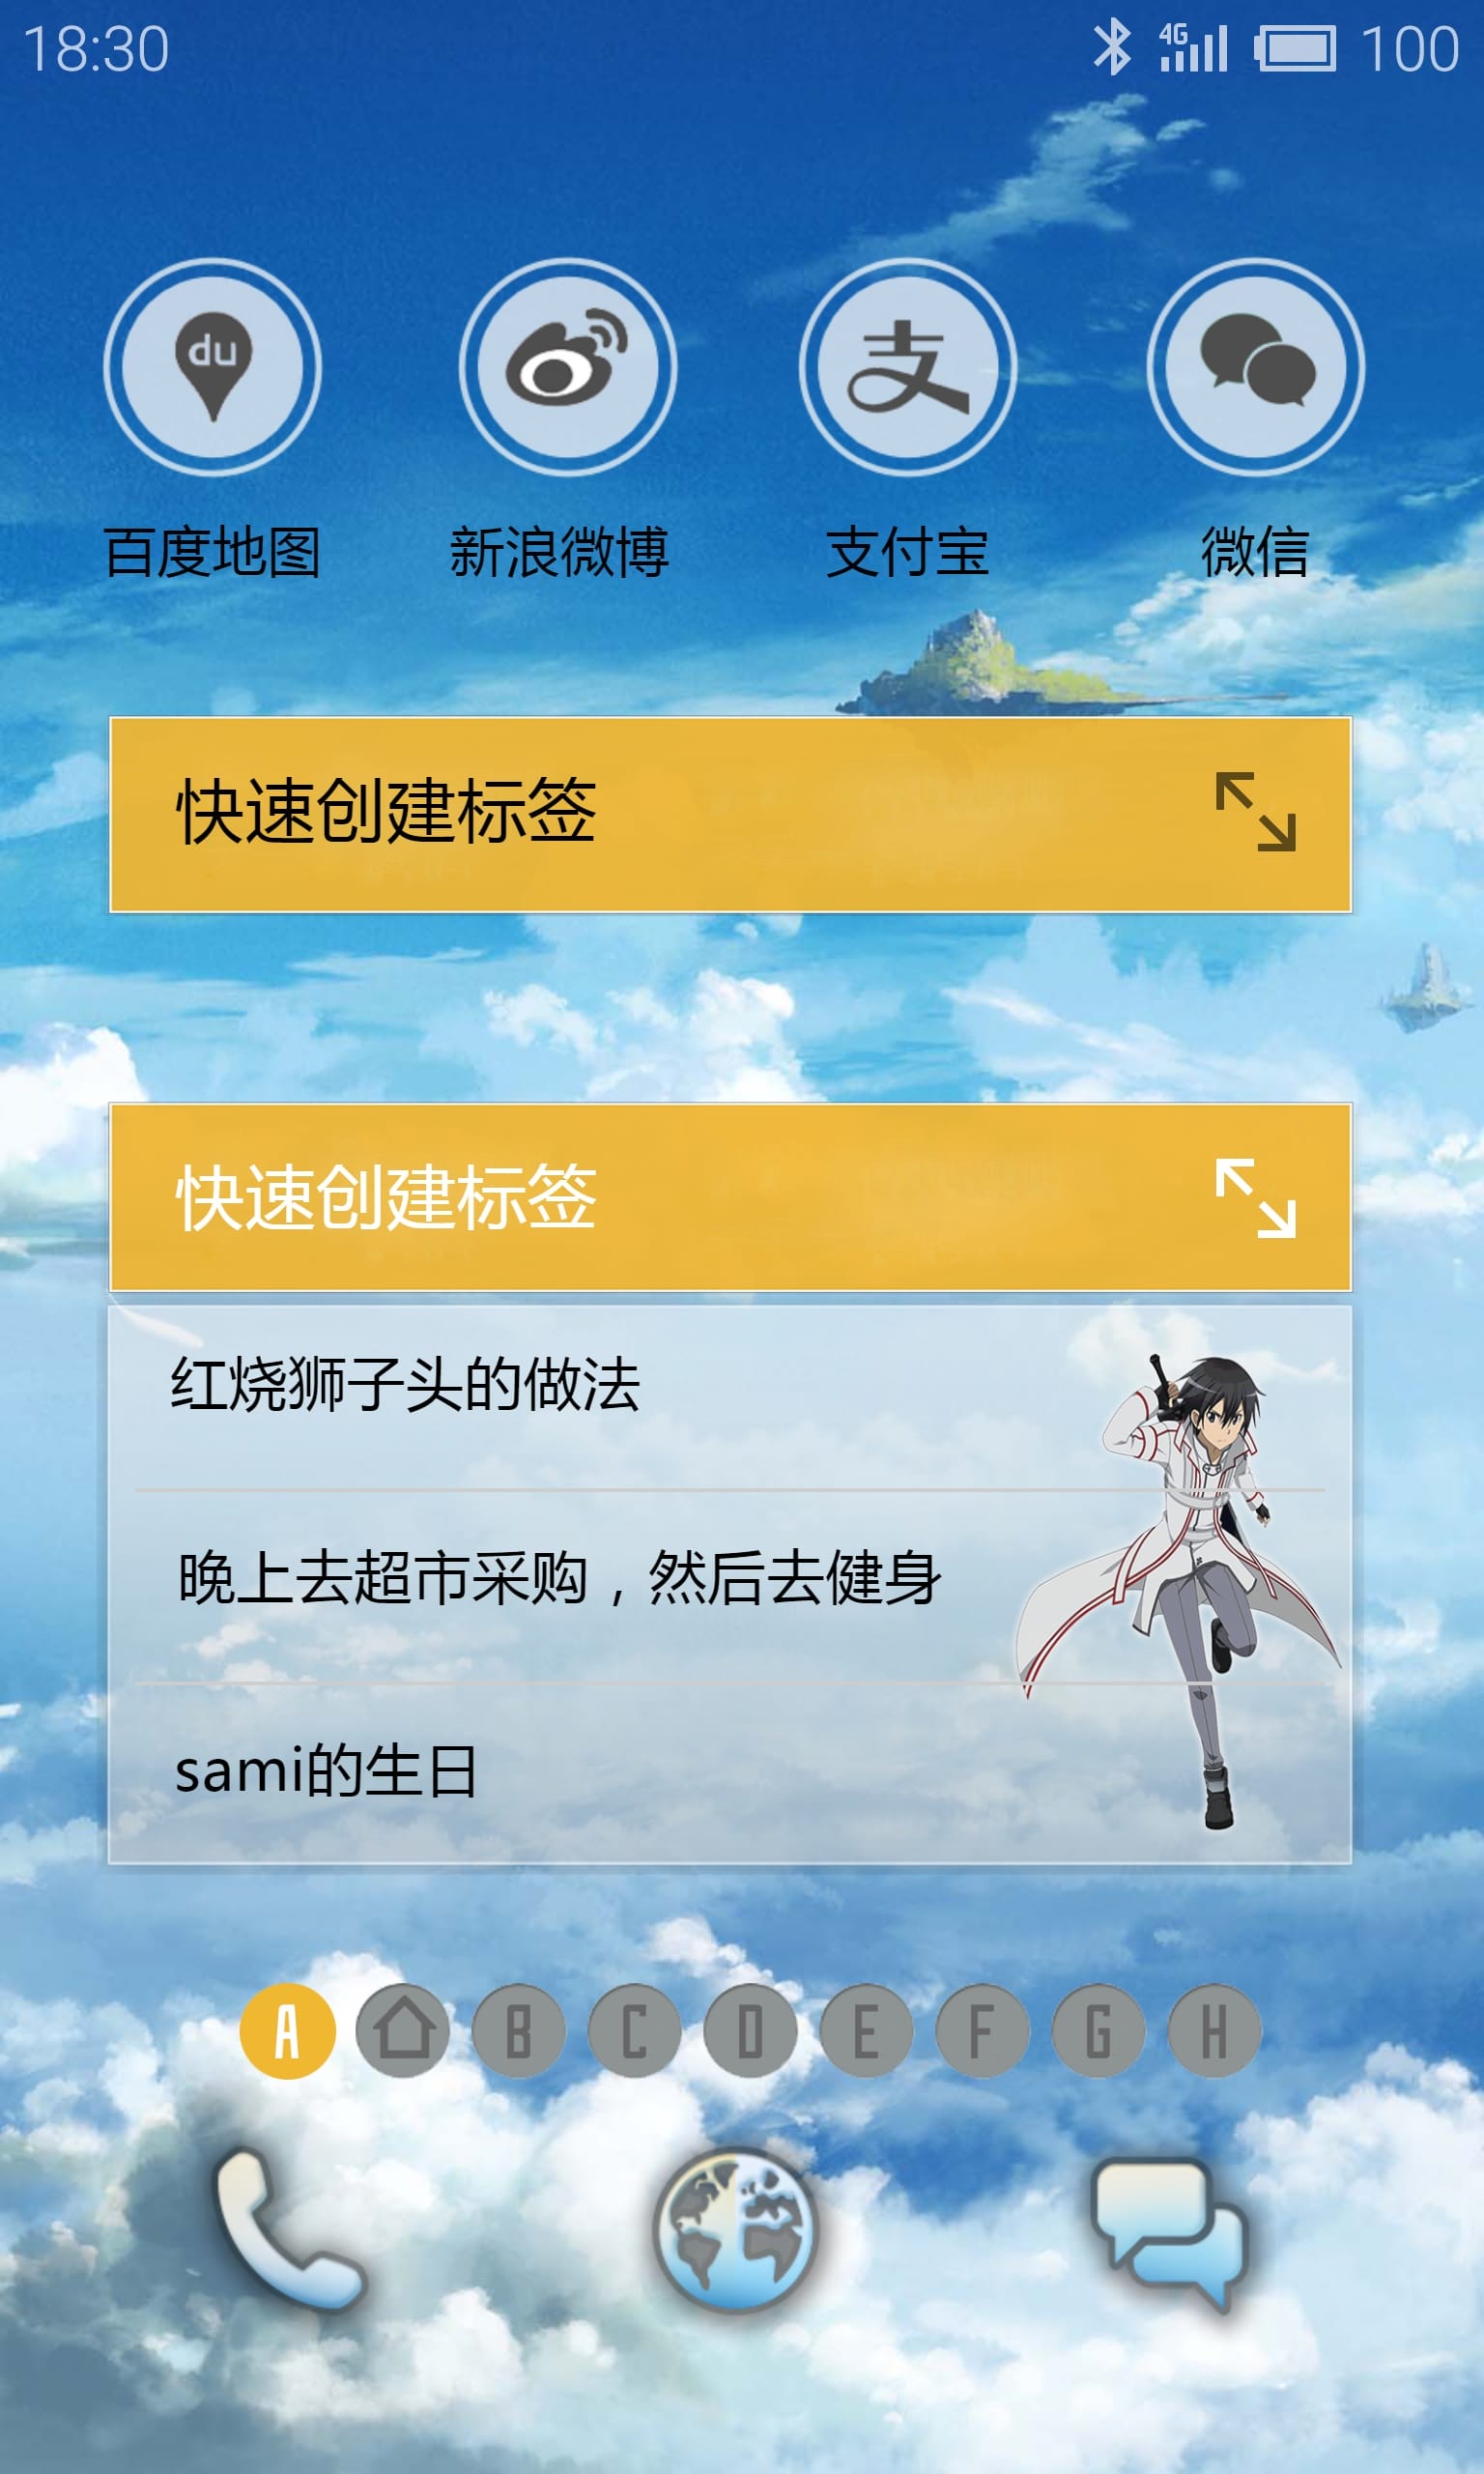 18:30 4G 100
du 支
百度地图 新浪微博 支付宝 微信
快速创建标签
快速创建标签
红烧狮子头的做法
晚上去超市采购，然后去健身
sami的生日
A B C D E F G H